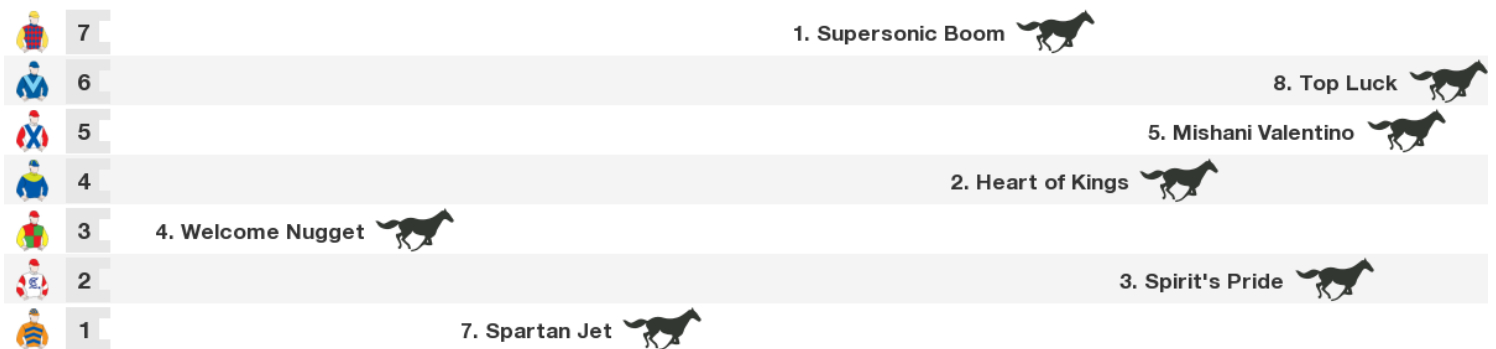 7 1. Supersonic Boom
6 8. Top Luck
5 5. Mishani Valentino
4 2. Heart of Kings
3 4. Welcome Nugget
2 3. Spirit's Pride
1 7. Spartan Jet